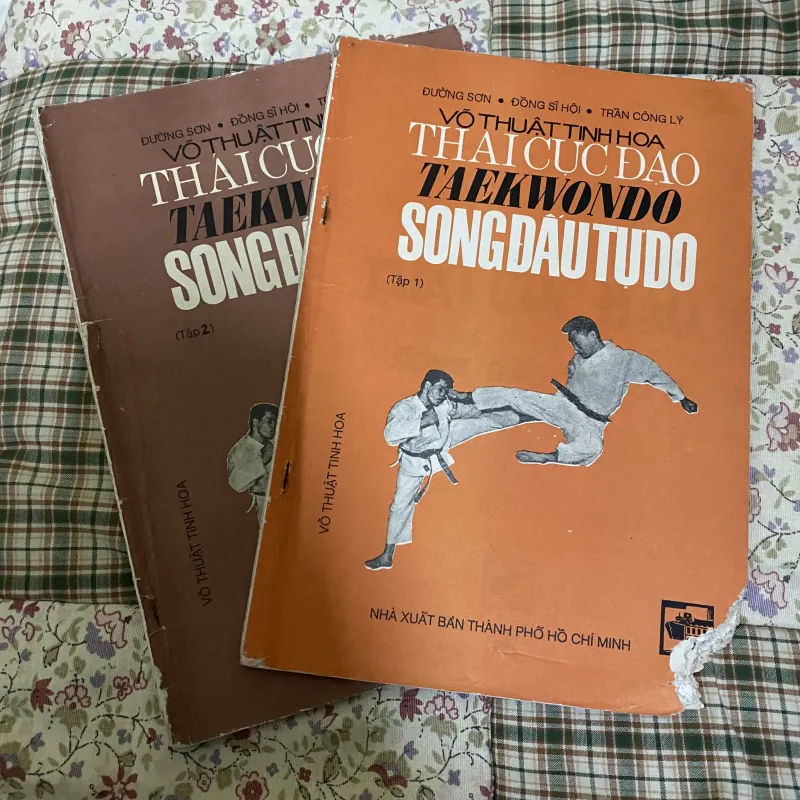 ĐƯỜNG SƠN • ĐỒNG SĨ HỘI • TRẦN CÔNG LÝ
VÕ THUẬT TINH HOA
THÁI CỰC ĐẠO
TAEKWONDO
SONG ĐẤU TỰ DO
(Tập 1)
VÕ THUẬT TINH HOA
NHÀ XUẤT BẢN THÀNH PHỐ HỒ CHÍ MINH
ĐƯỜNG SƠN • ĐỒNG SĨ HỘI • T
VÕ THUẬT TINH
THÁI CỰC
TAEKW
SONG ĐẤ
(Tập 2)
VÕ THUẬT TINH HOA